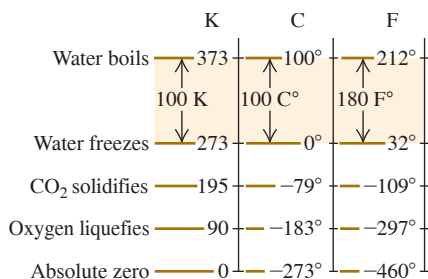 K C F
Water boils 373 100° 212°
100 K 100 C° 180 F°
Water freezes 273 0° 32°
CO₂ solidifies 195 −79° −109°
Oxygen liquefies 90 −183° −297°
Absolute zero 0 −273° −460°